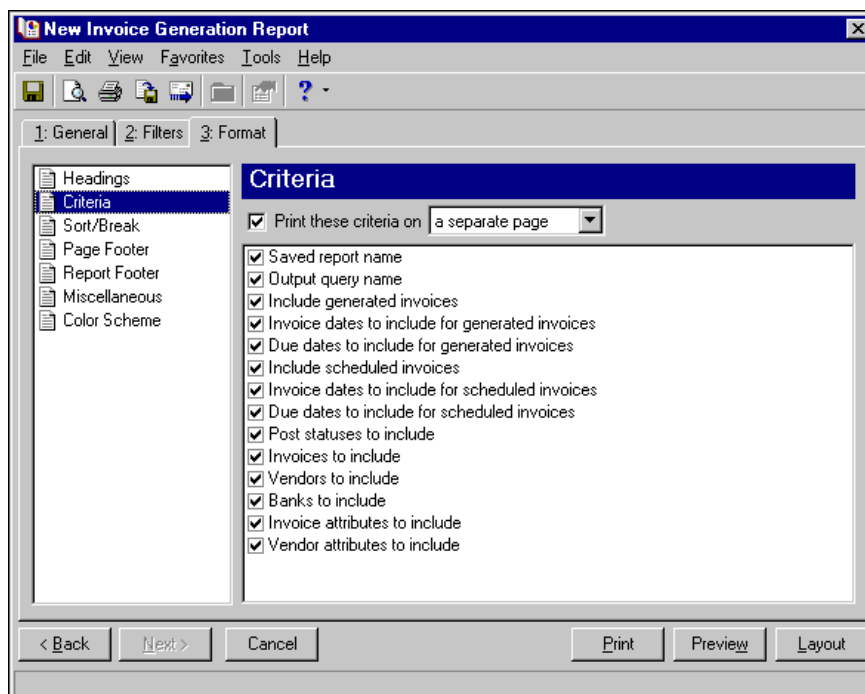 New Invoice Generation Report
File Edit View Favorites Tools Help
?
1: General 2: Filters 3: Format
Headings
Criteria
Sort/Break
Page Footer
Report Footer
Miscellaneous
Color Scheme
Criteria
Print these criteria on a separate page
Saved report name
Output query name
Include generated invoices
Invoice dates to include for generated invoices
Due dates to include for generated invoices
Include scheduled invoices
Invoice dates to include for scheduled invoices
Due dates to include for scheduled invoices
Post statuses to include
Invoices to include
Vendors to include
Banks to include
Invoice attributes to include
Vendor attributes to include
< Back Next > Cancel Print Preview Layout